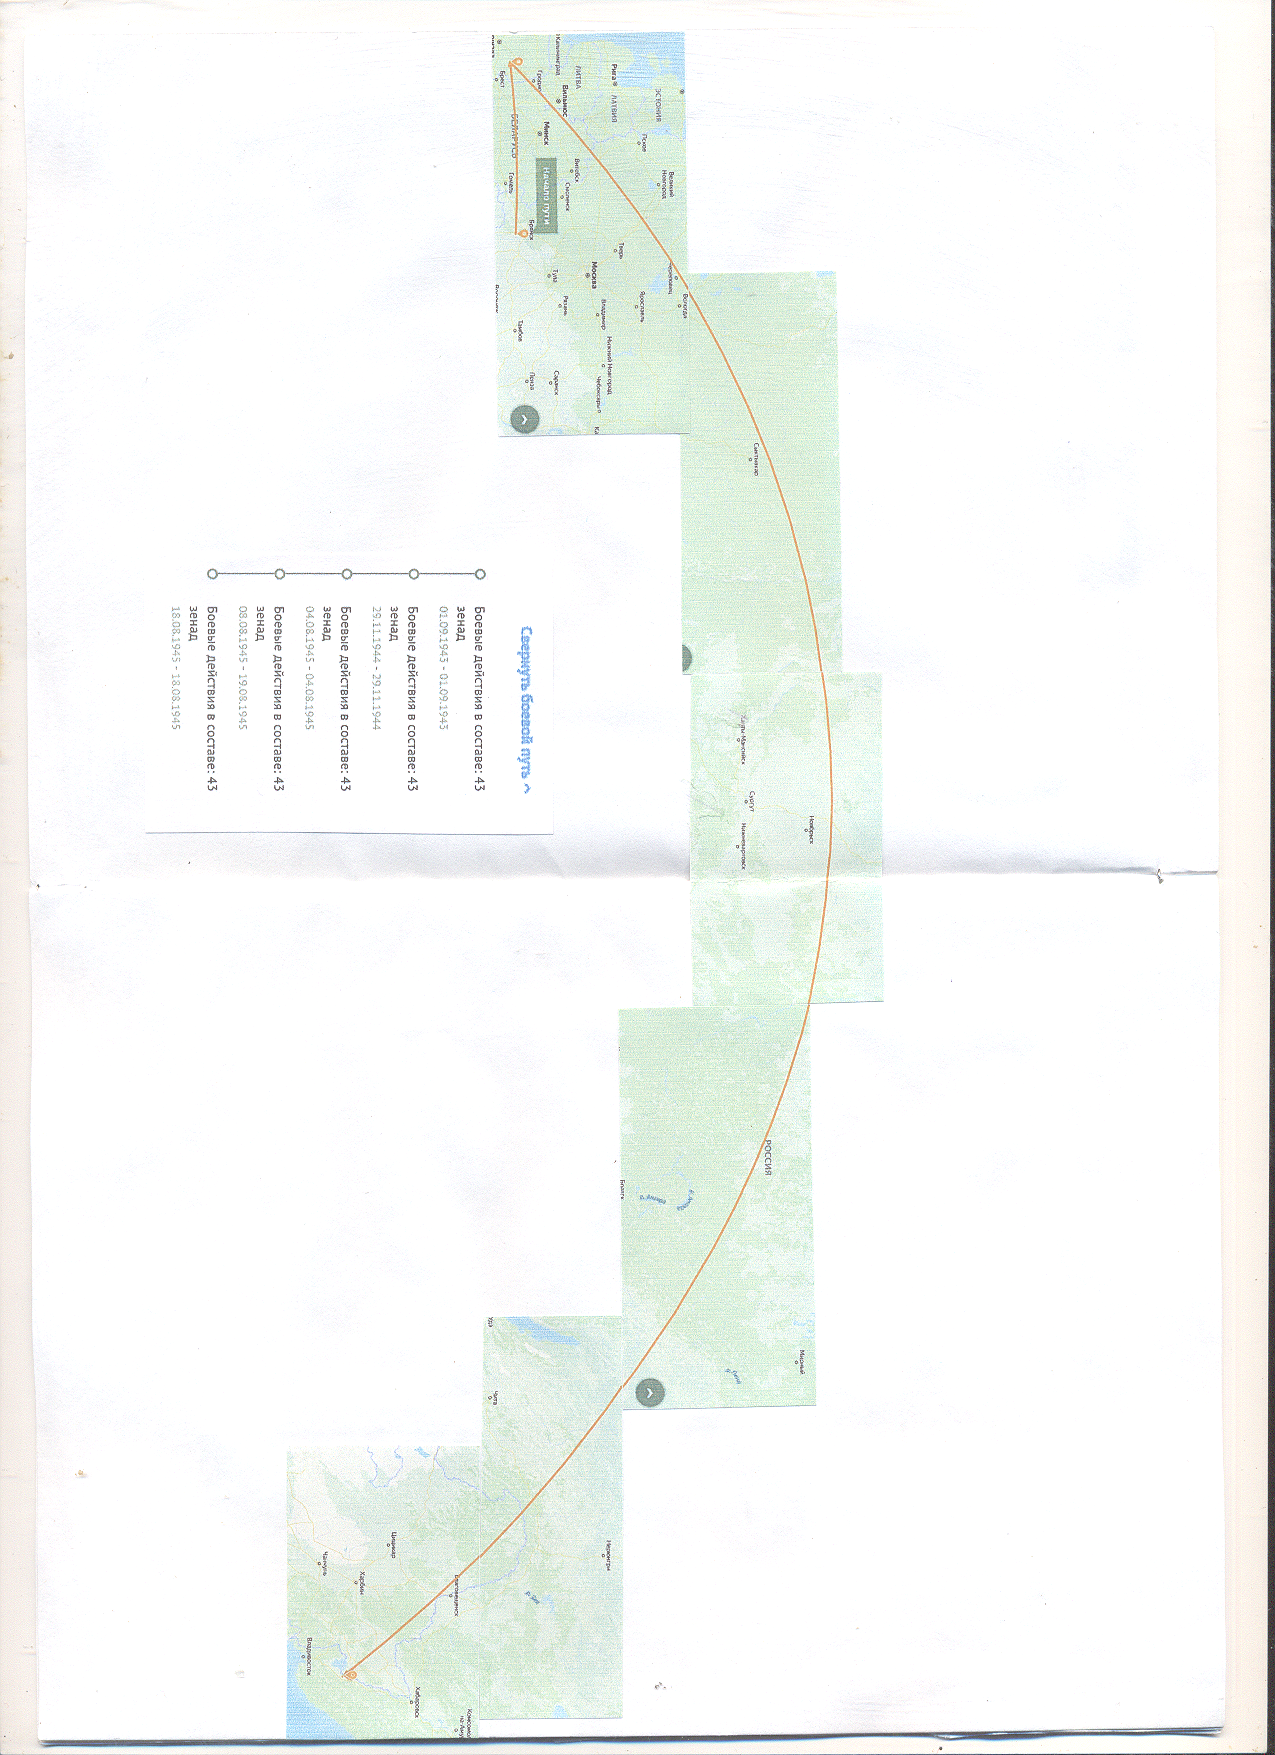 ЭСТОНИЯ
Псков
Великий
Новгород
Рига
ЛАТВИЯ
ЛИТВА
Калининград
Вильнюс
Гродно
Минск
Витебск
Смоленск
Начало пути
БЕЛАРУСЬ
Брест
Гомель
Брянск
Тверь
Москва
Тула
Рязань
Владимир
Ярославль
Череповец
Вологда
Нижний Новгород
Чебоксары
Саранск
Пенза
Тамбов
Сыктывкар
Ханты-Мансийск
Сургут
Нижневартовск
Ноябрьск
РОССИЯ
Братск
Мирный
Чита
Нерюнгри
Благовещенск
Цицикар
Харбин
Чанчунь
Владивосток
Хабаровск
Свернуть боевой путь ^
Боевые действия в составе: 43
зенад
01.09.1943 - 01.09.1943
Боевые действия в составе: 43
зенад
29.11.1944 - 29.11.1944
Боевые действия в составе: 43
зенад
04.08.1945 - 04.08.1945
Боевые действия в составе: 43
зенад
08.08.1945 - 19.08.1945
Боевые действия в составе: 43
зенад
18.08.1945 - 18.08.1945